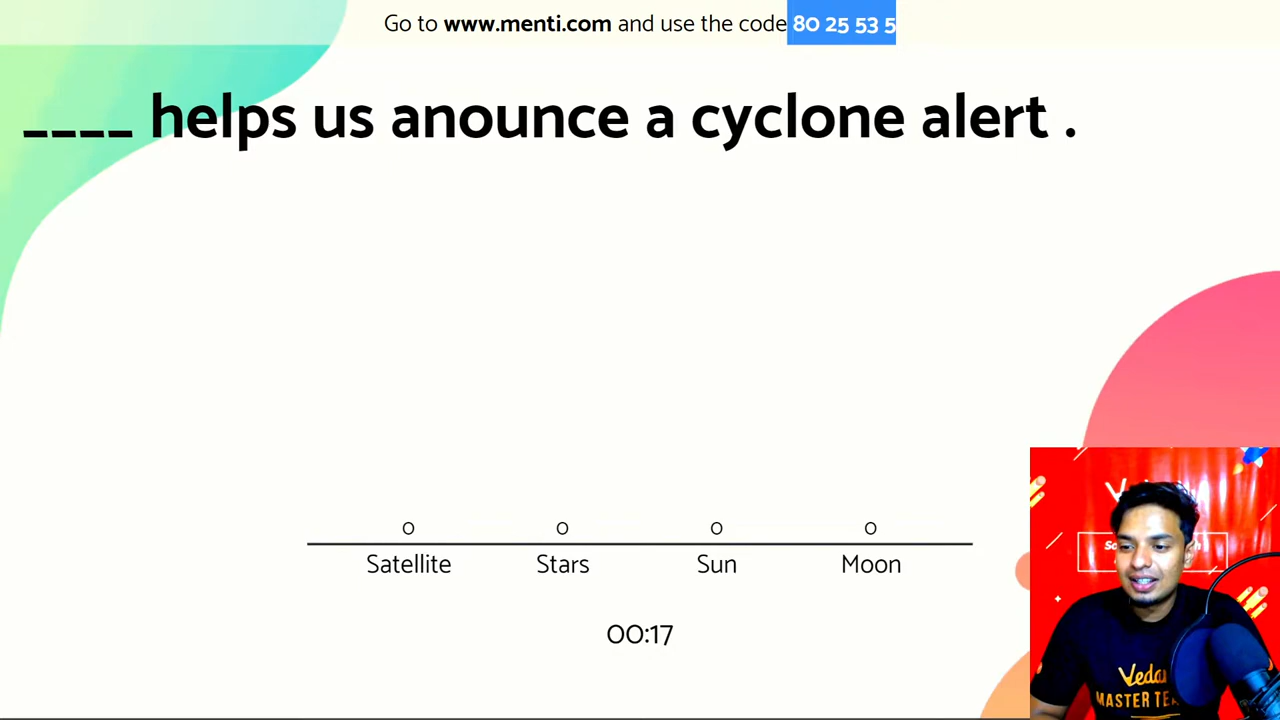 Go to www.menti.com and use the code 80 25 53 5
____ helps us anounce a cyclone alert .
0 0 0 0
Satellite Stars Sun Moon
00:17
MASTER